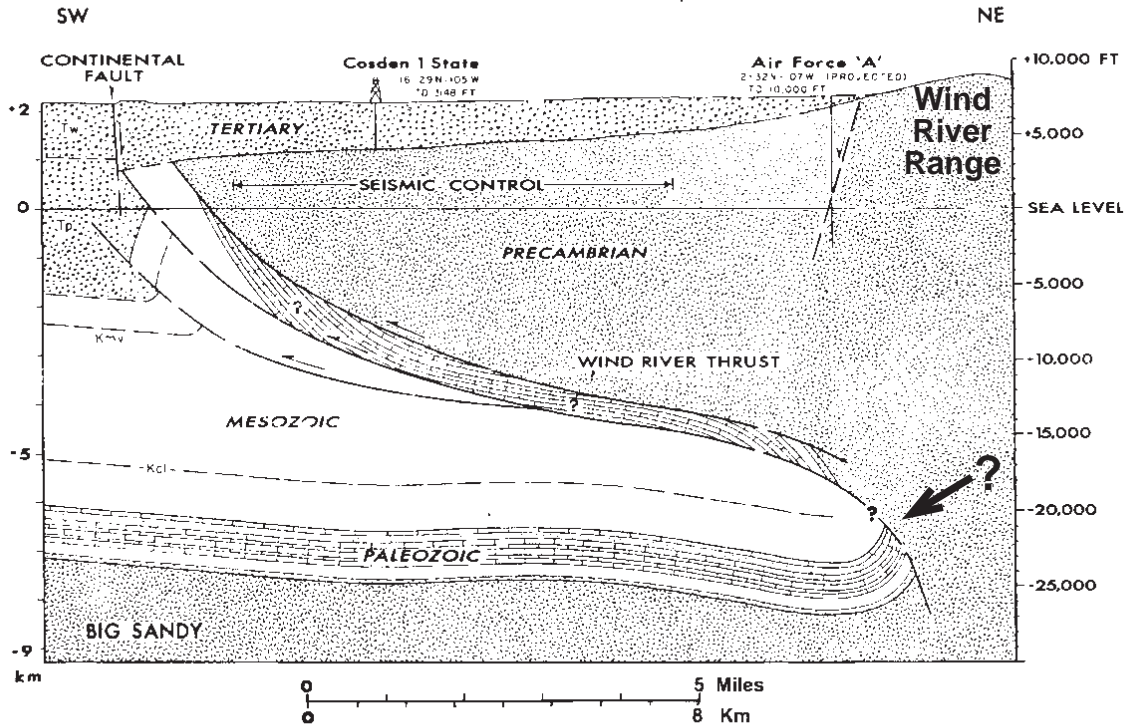 SW
NE
CONTINENTAL
FAULT
Cosden 1 State
16-29N-105W
TO 3148 FT
Air Force 'A'
2-32N-107W (PROJECTED)
TO 10,000 FT
+10,000 FT
+2
Tw
TERTIARY
Wind
River
Range
+5,000
SEISMIC CONTROL
0
SEA LEVEL
Tp
PRECAMBRIAN
-5,000
?
Kmv
WIND RIVER THRUST
-10,000
?
MESOZOIC
-15,000
-5
Kcl
?
?
-20,000
PALEOZOIC
-25,000
BIG SANDY
-9
km
0
5 Miles
0
8 Km